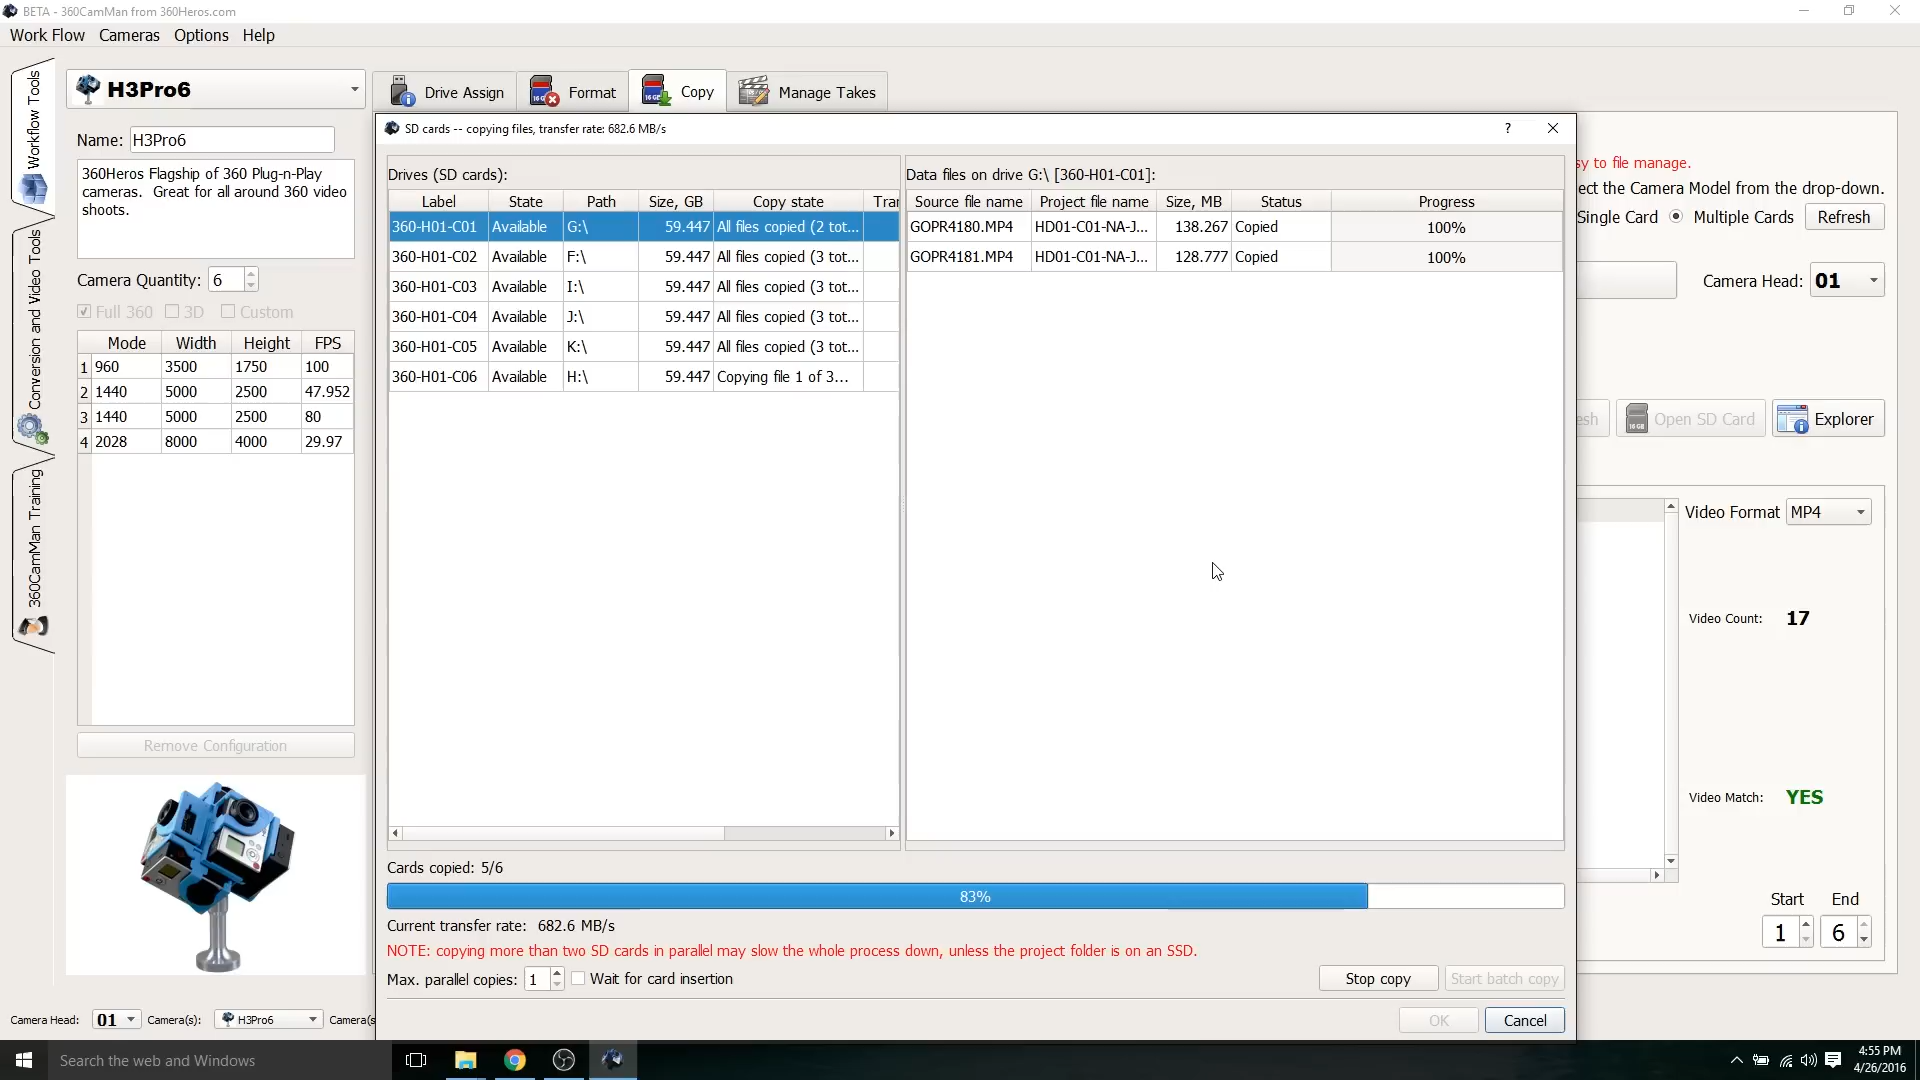 BETA - 360CamMan from 360Heros.com
Work Flow Cameras Options Help
Workflow Tools
Conversion and Video Tools
360CamMan Training
H3Pro6
Name: H3Pro6
360Heros Flagship of 360 Plug-n-Play
cameras. Great for all around 360 video
shoots.
Camera Quantity: 6
Full 360 3D Custom
Mode Width Height FPS
1 960 3500 1750 100
2 1440 5000 2500 47.952
3 1440 5000 2500 80
4 2028 8000 4000 29.97
Remove Configuration
Drive Assign Format Copy Manage Takes
SD cards -- copying files, transfer rate: 682.6 MB/s
Drives (SD cards):
Label State Path Size, GB Copy state Trar
360-H01-C01 Available G:\ 59.447 All files copied (2 tot...
360-H01-C02 Available F:\ 59.447 All files copied (3 tot...
360-H01-C03 Available I:\ 59.447 All files copied (3 tot...
360-H01-C04 Available J:\ 59.447 All files copied (3 tot...
360-H01-C05 Available K:\ 59.447 All files copied (3 tot...
360-H01-C06 Available H:\ 59.447 Copying file 1 of 3...
Data files on drive G:\ [360-H01-C01]:
Source file name Project file name Size, MB Status Progress
GOPR4180.MP4 HD01-C01-NA-J... 138.267 Copied 100%
GOPR4181.MP4 HD01-C01-NA-J... 128.777 Copied 100%
Cards copied: 5/6
83%
Current transfer rate: 682.6 MB/s
NOTE: copying more than two SD cards in parallel may slow the whole process down, unless the project folder is on an SSD.
Max. parallel copies: 1 Wait for card insertion
Stop copy Start batch copy
OK Cancel
sy to file manage.
ect the Camera Model from the drop-down.
Single Card Multiple Cards Refresh
Camera Head: 01
esh Open SD Card Explorer
Video Format MP4
Video Count: 17
Video Match: YES
Start End
1 6
Camera Head: 01 Camera(s): H3Pro6 Camera(s
Search the web and Windows
4:55 PM
4/26/2016